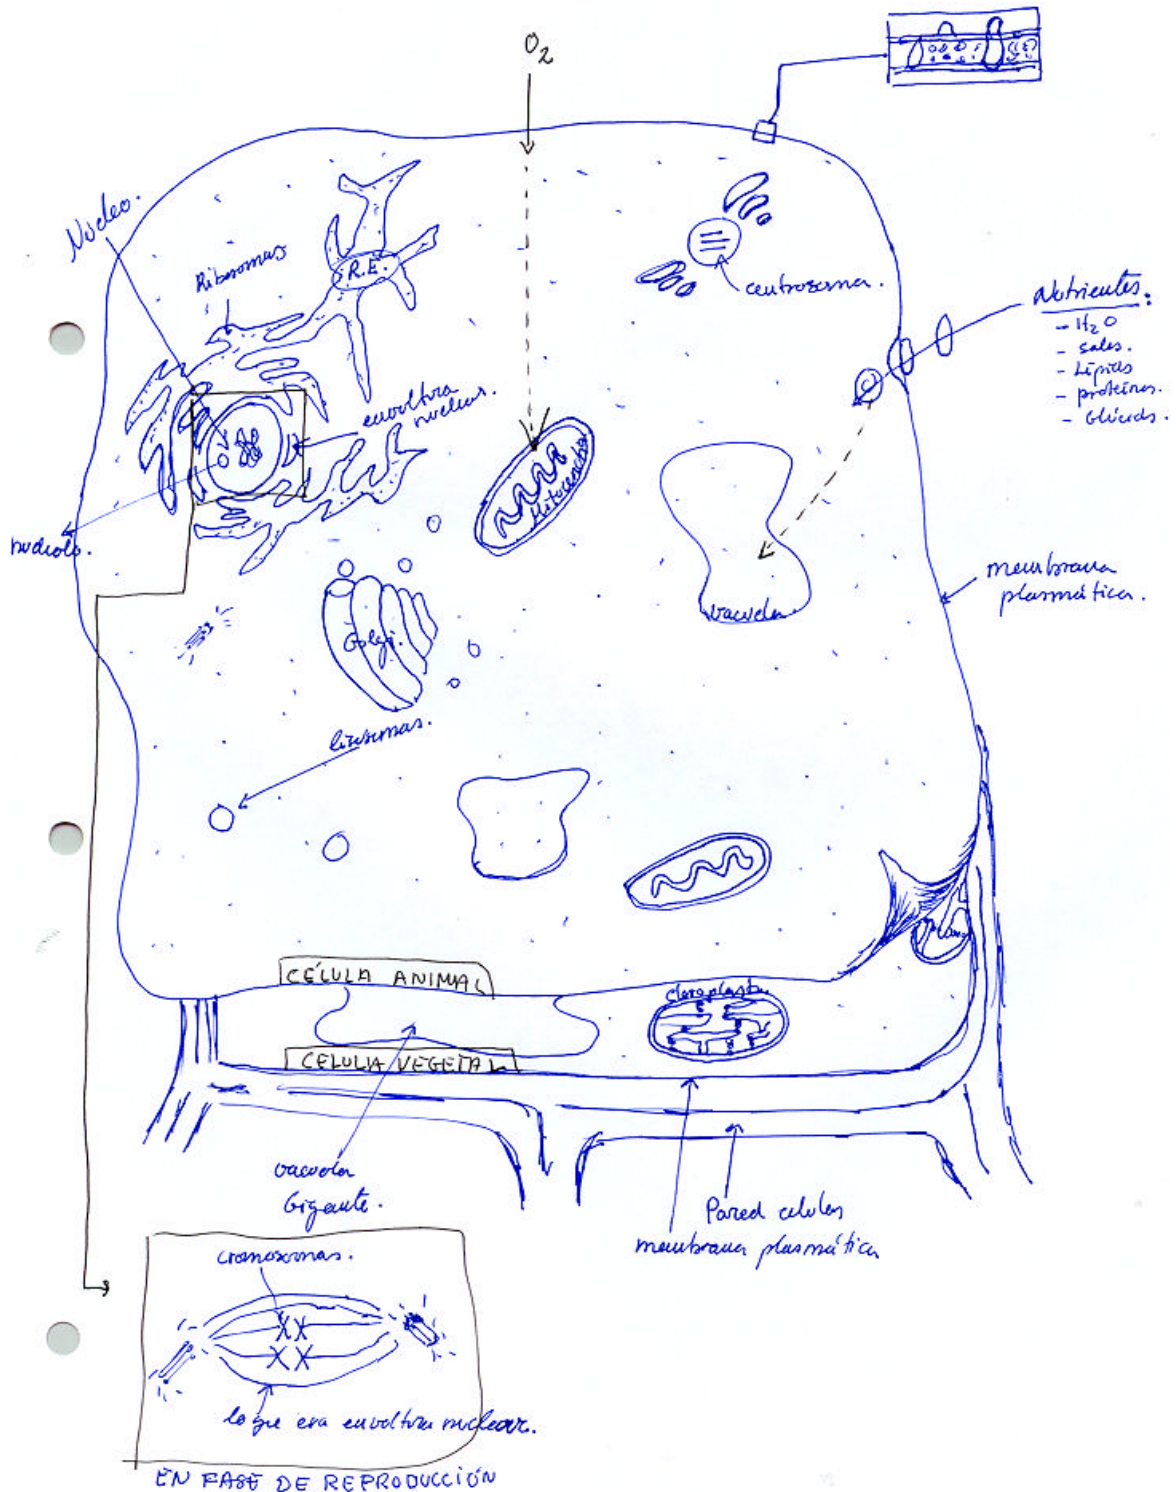 O₂
Núcleo.
Ribosomas
R.E.
centrosoma.
Nutrientes:
- H₂O
- sales.
- Lípidos
- proteínas.
- Glúcidos.
envoltura
nuclear.
Mitocondria
nucleolo.
membrana
plasmática.
vacuola
Golgi.
lisosomas.
CÉLULA ANIMAL
cloroplasto
CÉLULA VEGETAL
vacuola
Gigante.
Pared celular
membrana plasmática
cromosomas.
lo que era envoltura nuclear.
EN FASE DE REPRODUCCIÓN